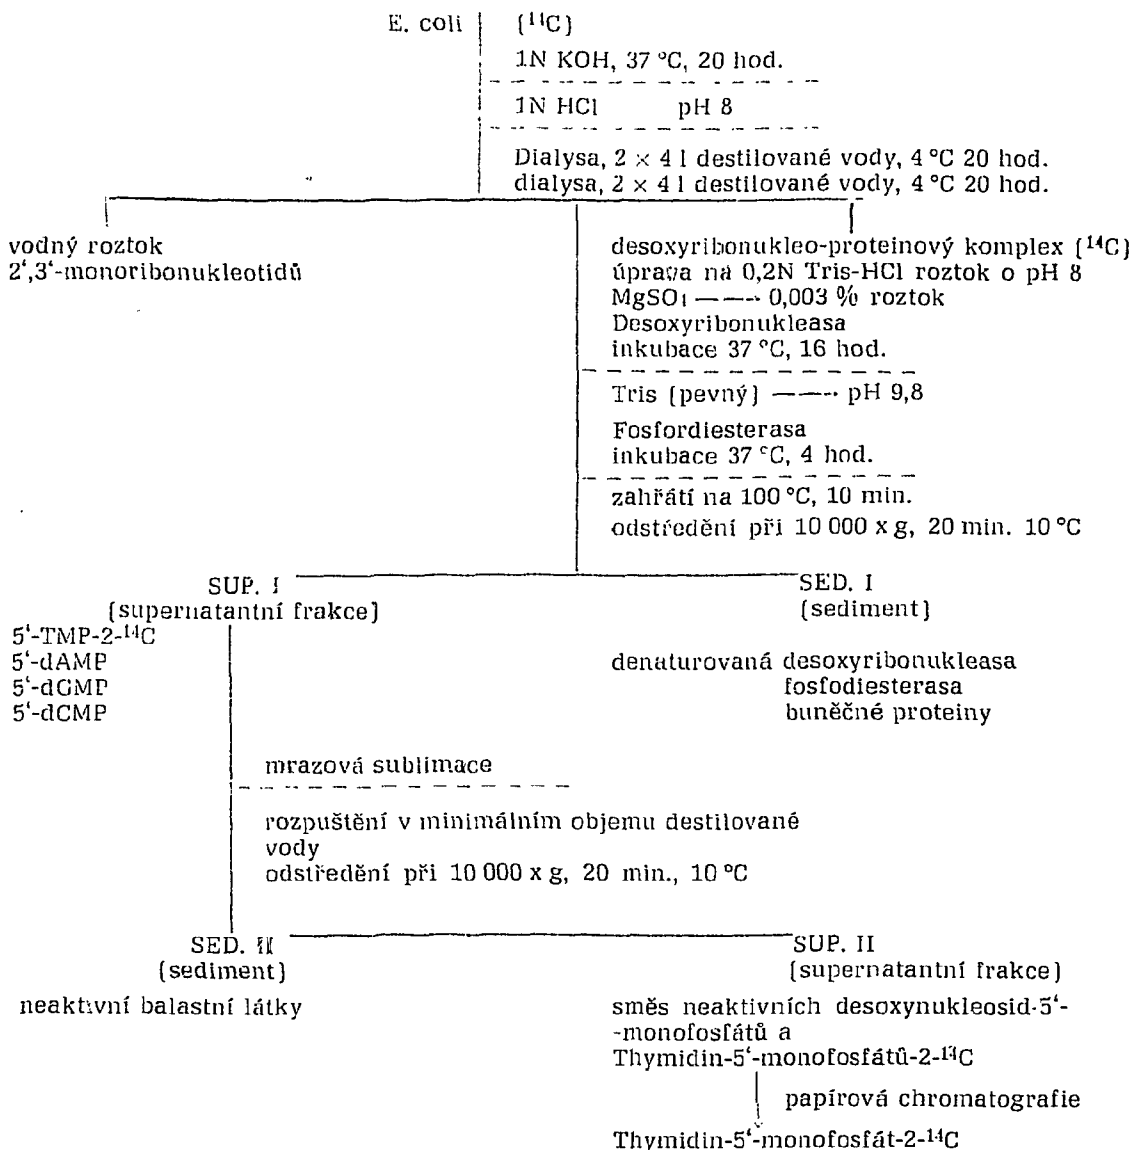 E. coli (¹⁴C)
1N KOH, 37 °C, 20 hod.
1N HCl pH 8
Dialysa, 2 × 4 l destilované vody, 4 °C 20 hod.
dialysa, 2 × 4 l destilované vody, 4 °C 20 hod.
vodný roztok
2‘,3‘-monoribonukleotidů
desoxyribonukleo-proteinový komplex (¹⁴C)
úprava na 0,2N Tris-HCl roztok o pH 8
MgSO₄ ——- 0,003 % roztok
Desoxyribonukleasa
inkubace 37 °C, 16 hod.
Tris (pevný) ——- pH 9,8
Fosfordiesterasa
inkubace 37 °C, 4 hod.
zahřátí na 100 °C, 10 min.
odstředění při 10 000 x g, 20 min. 10 °C
SUP. I
(supernatantní frakce)
5‘-TMP-2-¹⁴C
5‘-dAMP
5‘-dGMP
5‘-dCMP
SED. I
(sediment)
denaturovaná desoxyribonukleasa
fosfodiesterasa
buněčné proteiny
mrazová sublimace
rozpuštění v minimálním objemu destilované
vody
odstředění při 10 000 x g, 20 min., 10 °C
SED. II
(sediment)
neaktivní balastní látky
SUP. II
(supernatantní frakce)
směs neaktivních desoxynukleosid-5‘-
-monofosfátů a
Thymidin-5‘-monofosfátů-2-¹⁴C
papírová chromatografie
Thymidin-5‘-monofosfát-2-¹⁴C